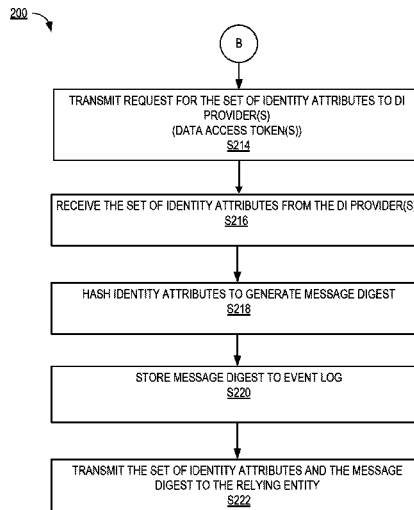 200
B
TRANSMIT REQUEST FOR THE SET OF IDENTITY ATTRIBUTES TO DI
PROVIDER(S)
{DATA ACCESS TOKEN(S)}
S214
RECEIVE THE SET OF IDENTITY ATTRIBUTES FROM THE DI PROVIDER(S)
S216
HASH IDENTITY ATTRIBUTES TO GENERATE MESSAGE DIGEST
S218
STORE MESSAGE DIGEST TO EVENT LOG
S220
TRANSMIT THE SET OF IDENTITY ATTRIBUTES AND THE MESSAGE
DIGEST TO THE RELYING ENTITY
S222